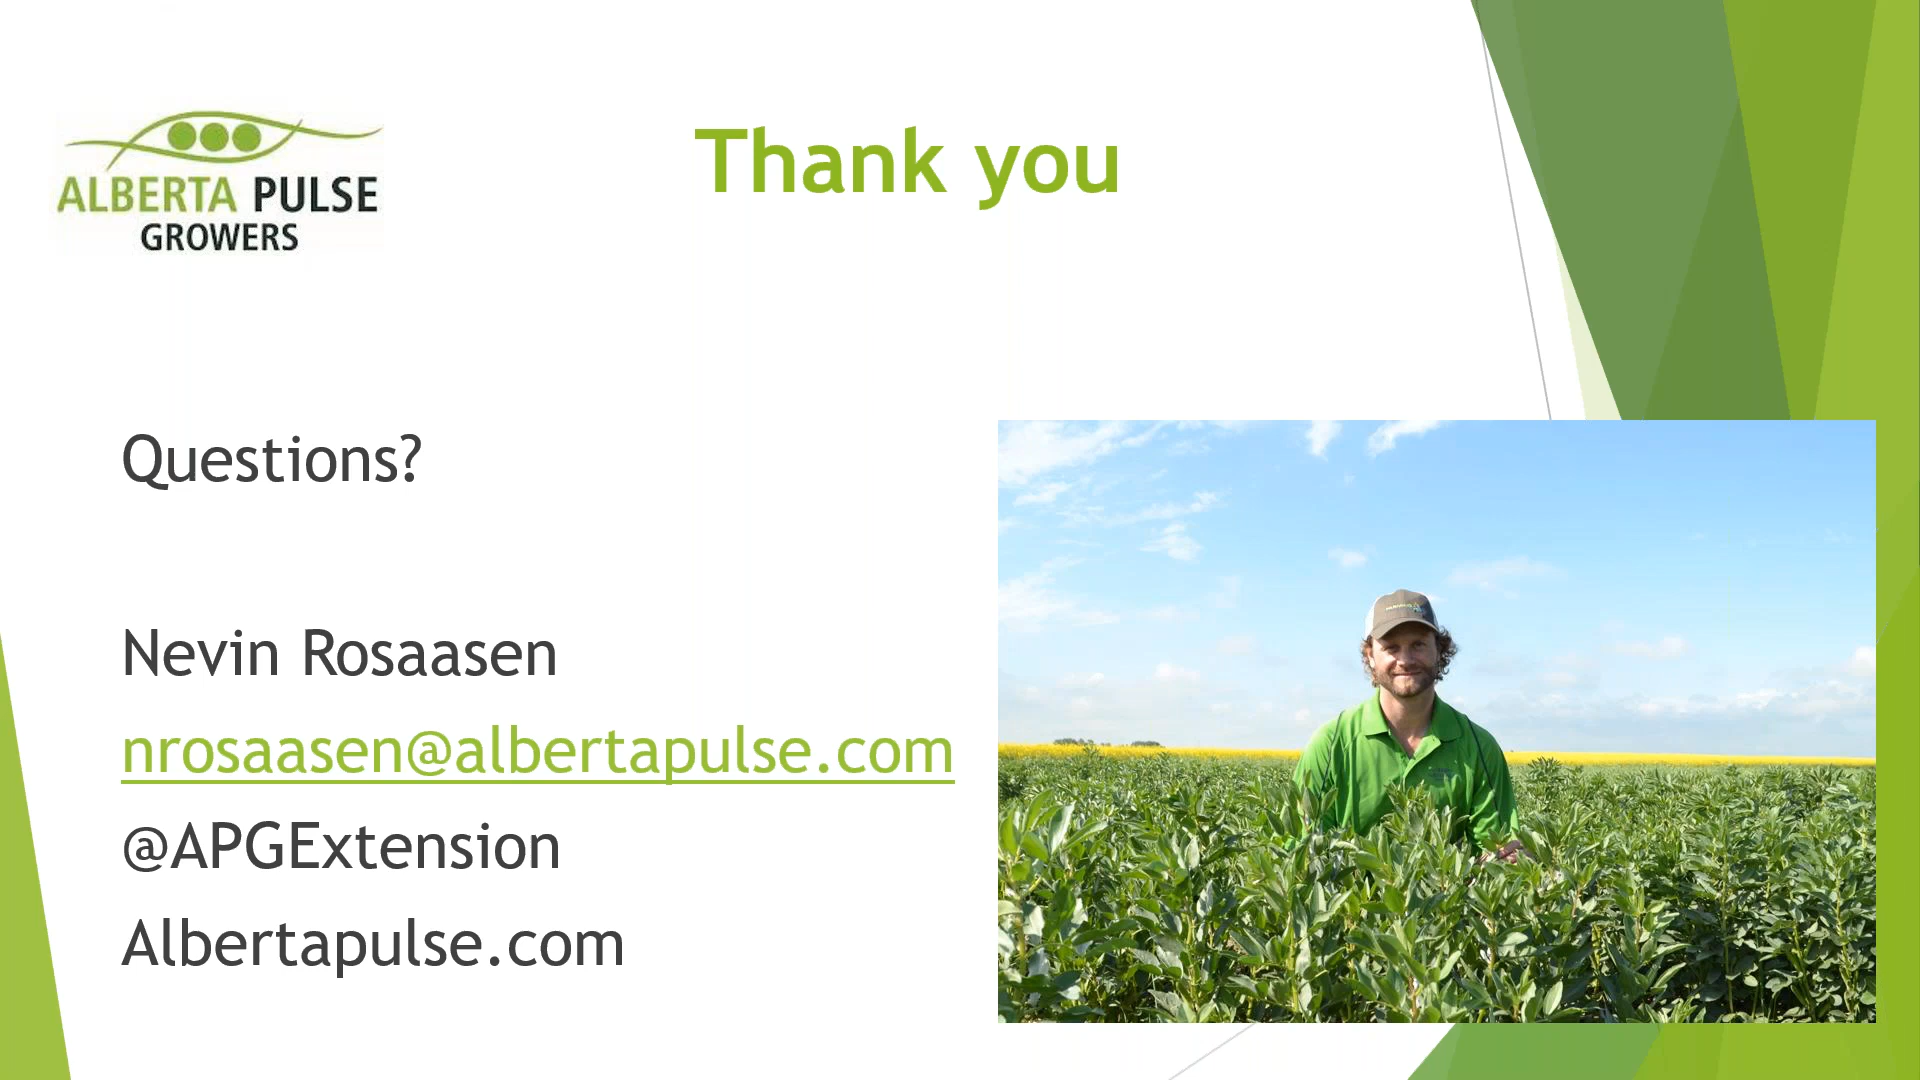 ALBERTA PULSE
GROWERS
Thank you
Questions?
Nevin Rosaasen
nrosaasen@albertapulse.com
@APGExtension
Albertapulse.com